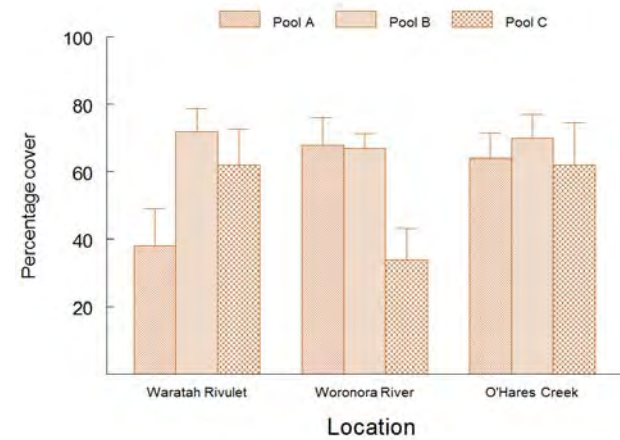 Pool A Pool B Pool C
100
80
60
40
20
Percentage cover
Waratah Rivulet Woronora River O'Hares Creek
Location